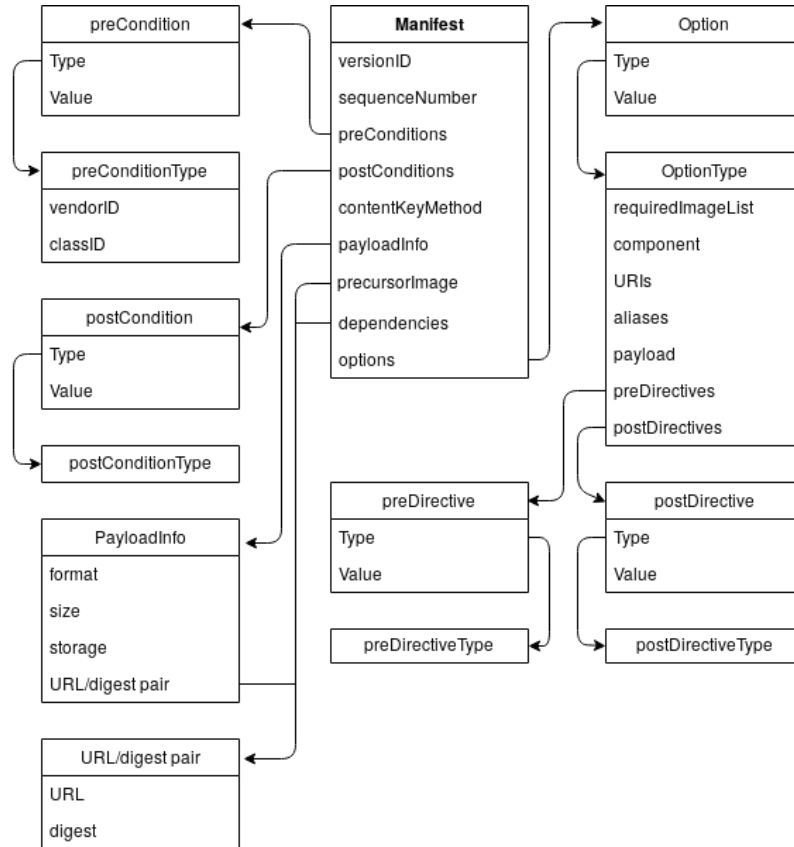 preCondition
Type
Value
preConditionType
vendorID
classID
postCondition
Type
Value
postConditionType
PayloadInfo
format
size
storage
URL/digest pair
URL/digest pair
URL
digest
Manifest
versionID
sequenceNumber
preConditions
postConditions
contentKeyMethod
payloadInfo
precursorImage
dependencies
options
preDirective
Type
Value
preDirectiveType
Option
Type
Value
OptionType
requiredImageList
component
URIs
aliases
payload
preDirectives
postDirectives
postDirective
Type
Value
postDirectiveType